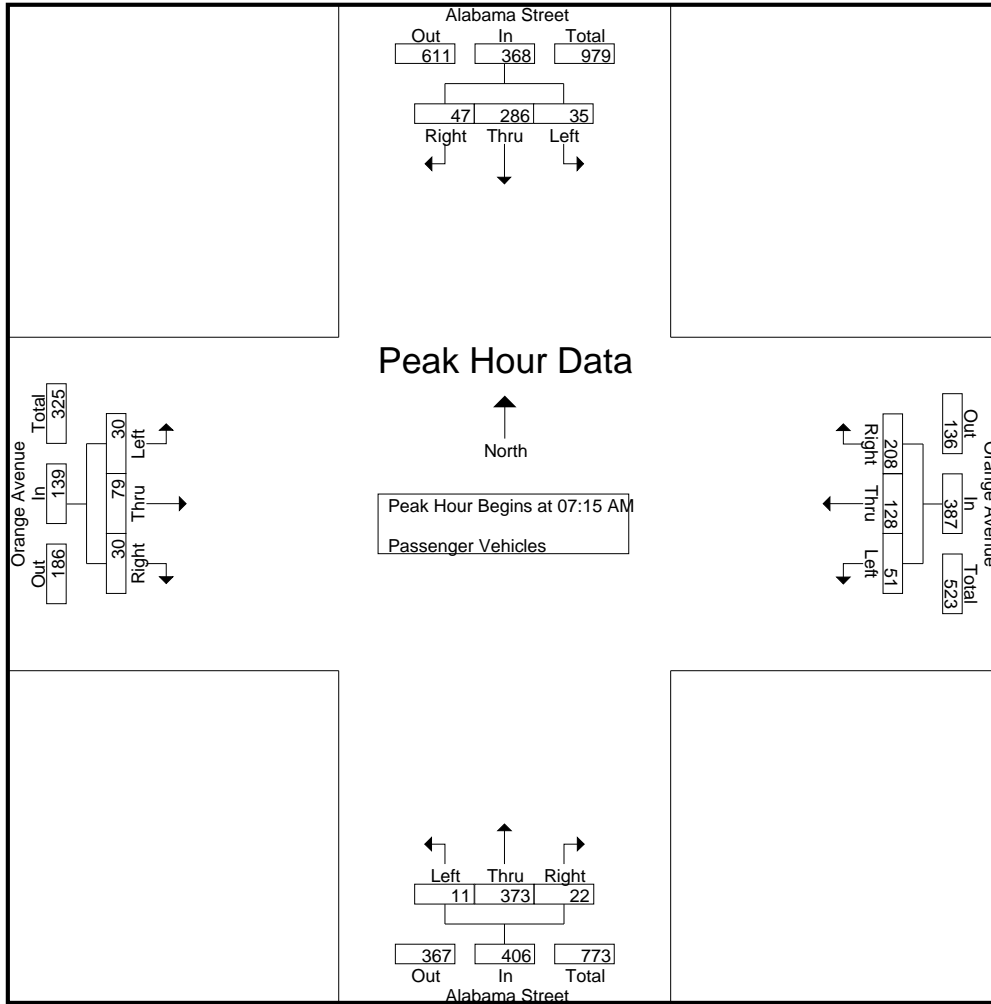 Alabama Street
Out In Total
611 368 979
47 286 35
Right Thru Left
Peak Hour Data
North
Peak Hour Begins at 07:15 AM
Passenger Vehicles
Orange Avenue
Total In Out
325 139 186
30 79 30
Left Thru Right
Orange Avenue
Out In Total
136 387 523
208 128 51
Right Thru Left
Left Thru Right
11 373 22
367 406 773
Out In Total
Alabama Street